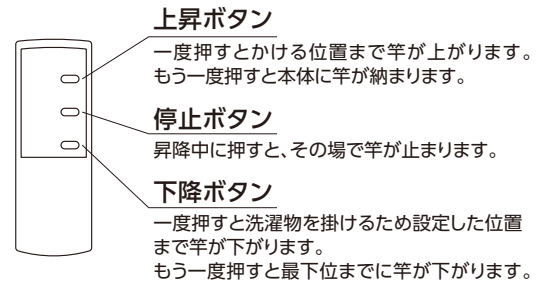 上昇ボタン
一度押すとかける位置まで竿が上がります。
もう一度押すと本体に竿が納まります。
停止ボタン
昇降中に押すと、その場で竿が止まります。
下降ボタン
一度押すと洗濯物を掛けるため設定した位置
まで竿が下がります。
もう一度押すと最下位までに竿が下がります。